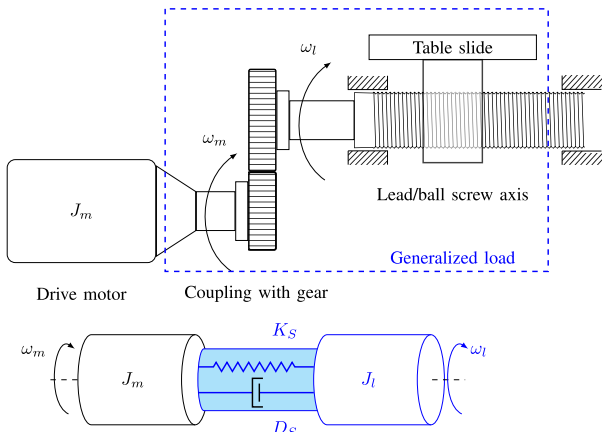 ω_l
Table slide
ω_m
J_m
Lead/ball screw axis
Generalized load
Drive motor
Coupling with gear
K_S
ω_m
J_m
J_l
ω_l
D_S